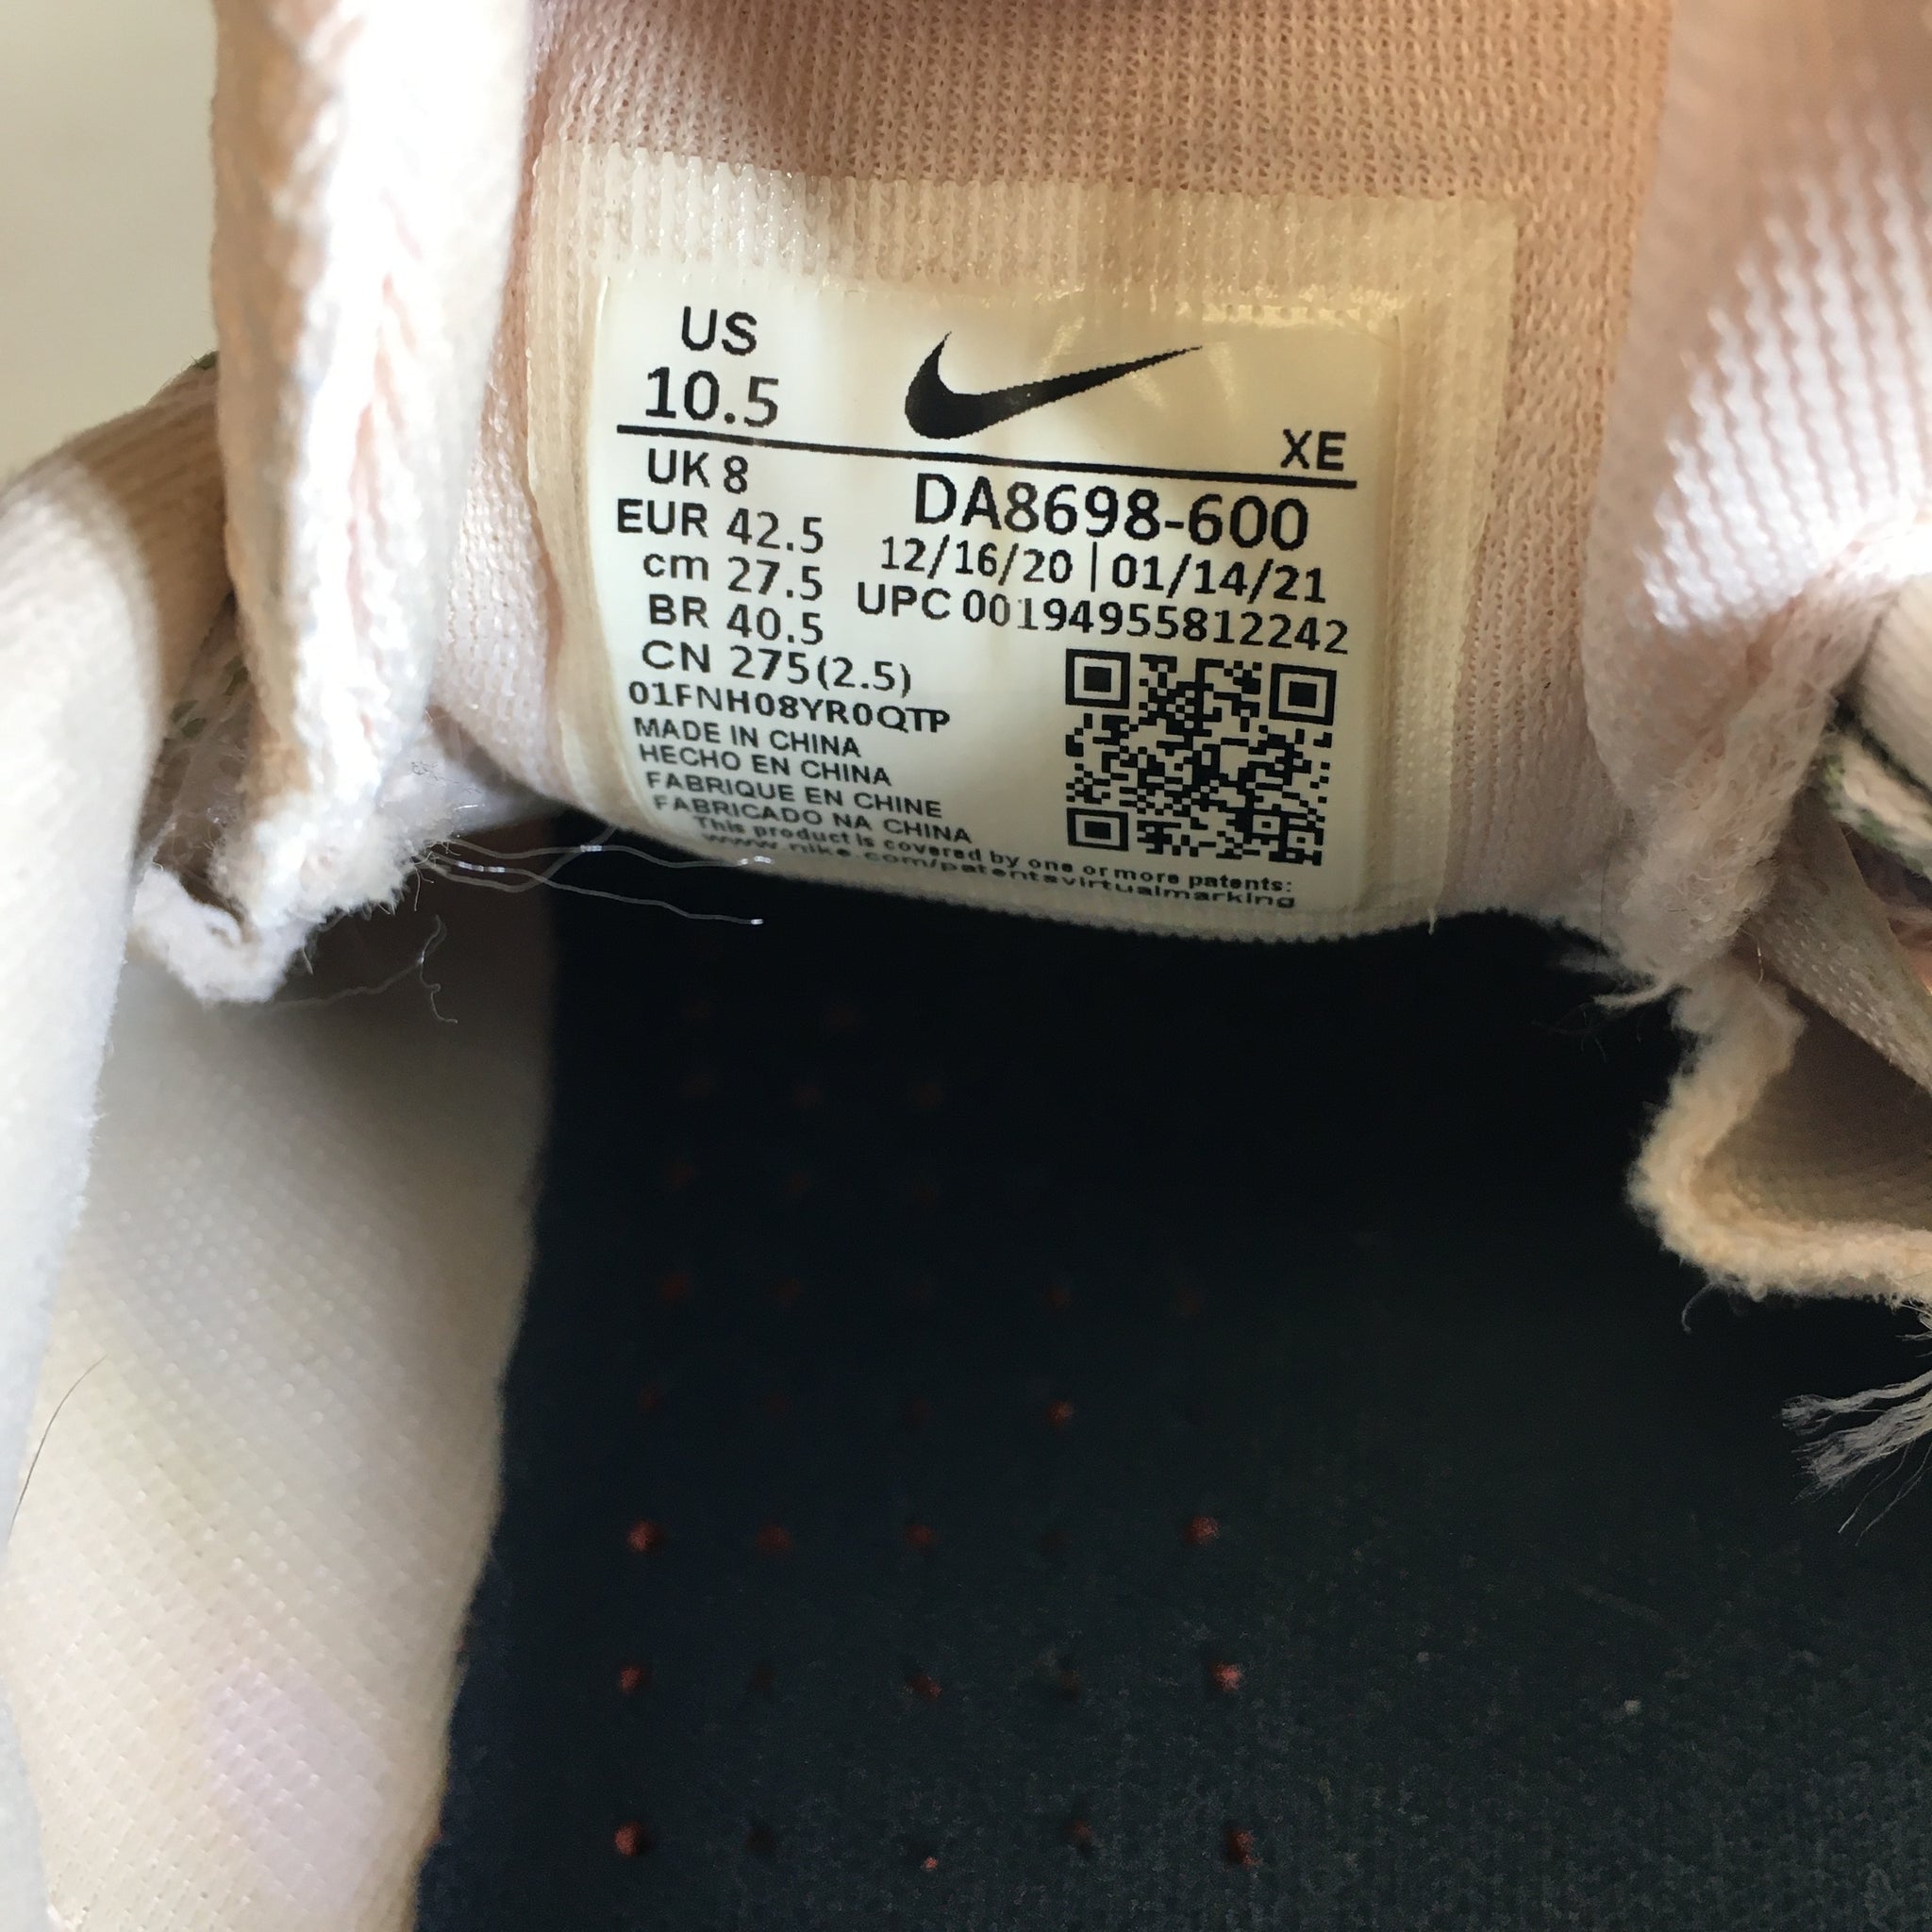 US
10.5
XE
UK 8
EUR 42.5
cm 27.5
BR 40.5
CN 275(2.5)
DA8698-600
12/16/20 | 01/14/21
UPC 00194955812242
01FNH08YR0QTP
MADE IN CHINA
HECHO EN CHINA
FABRIQUE EN CHINE
FABRICADO NA CHINA
This product is covered by one or more patents:
www.nike.com/patentsvirtualmarking